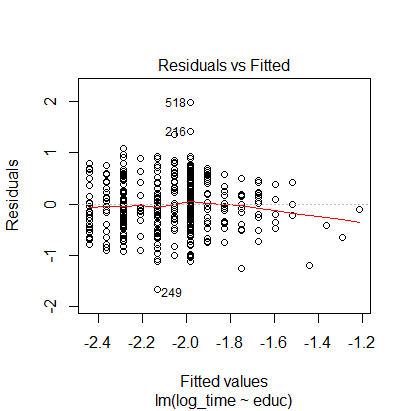 Residuals vs Fitted
Residuals
2
1
0
-1
-2
518
246
249
-2.4 -2.2 -2.0 -1.8 -1.6 -1.4 -1.2
Fitted values
lm(log_time ~ educ)